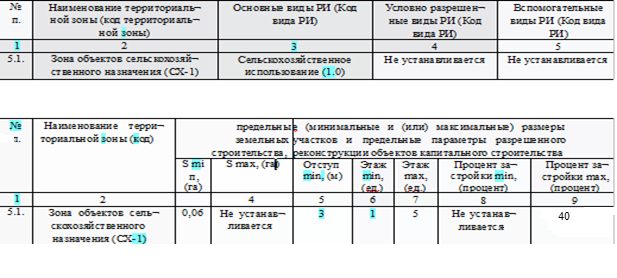 № п. Наименование территориаль¬ Основные виды РИ (Код Условно разрешен¬ Вспомогательные
ной зоны (код территориаль¬ вида РИ) ные виды РИ (Код виды РИ (Код вида
ной зоны) вида РИ) РИ)
1 2 3 4 5
5.1. Зона объектов сельскохозяй¬ Сельскохозяйственное Не устанавливается Не устанавливается
ственного назначения (СХ-1) использование (1.0)
№ Наименование терри¬ предельные (минимальные и (или) максимальные) размеры
ториальной зоны (код) земельных участков и предельные параметры разрешенного
строительства, реконструкции объектов капитального строительства
S mi S max, (га) Отступ Этаж Этаж Процент за¬ Процент за¬
п, min, (м) min, max, стройки min, стройки max,
(га) (ед.) (ед.) (процент) (процент)
1 2 4 5 6 7 8 9
5.1. Зона объектов сель¬ 0,06 Не устанав¬ 3 1 5 Не устанав¬ 40
скохозяйственного ливается ливается
назначения (СХ-1)